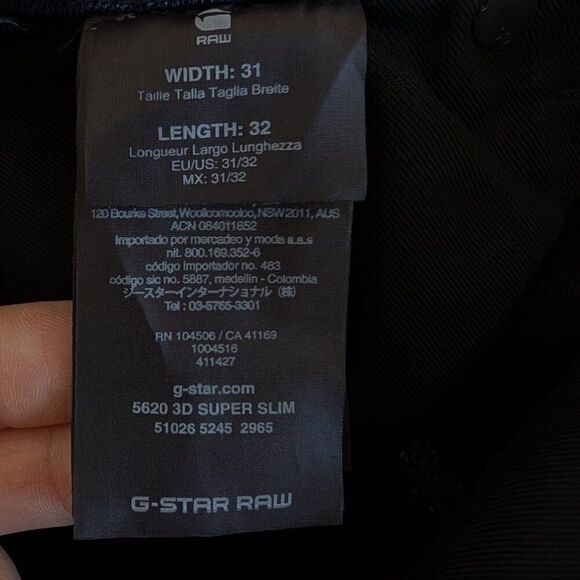 RAW
WIDTH: 31
Taille Talla Taglia Breite
LENGTH: 32
Longueur Largo Lunghezza
EU/US: 31/32
MX: 31/32
120 Bourke Street, Woolloomooloo, NSW 2011, AUS
ACN 084011852
Importado por mercadeo y moda s.a.s
nit. 800.169.352-6
código importador no. 483
código sic no. 5887, medellin - Colombia
ジースターインターナショナル (株)
Tel : 03-5765-3301
RN 104506 / CA 41169
1004516
411427
g-star.com
5620 3D SUPER SLIM
51026 5245 2965
G-STAR RAW